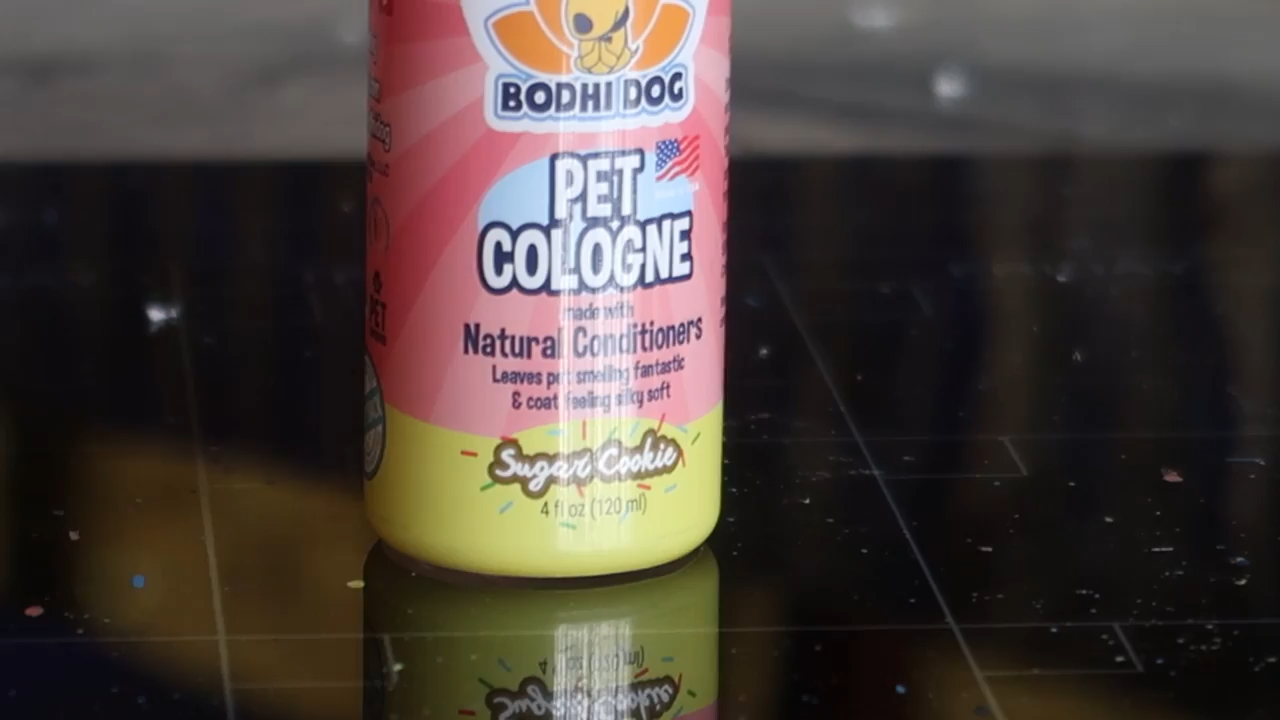 BODHI DOG
PET
COLOGNE
made with
Natural Conditioners
Leaves pet smelling fantastic
& coat feeling silky soft
Sugar Cookie
4 fl oz (120 ml)
PET